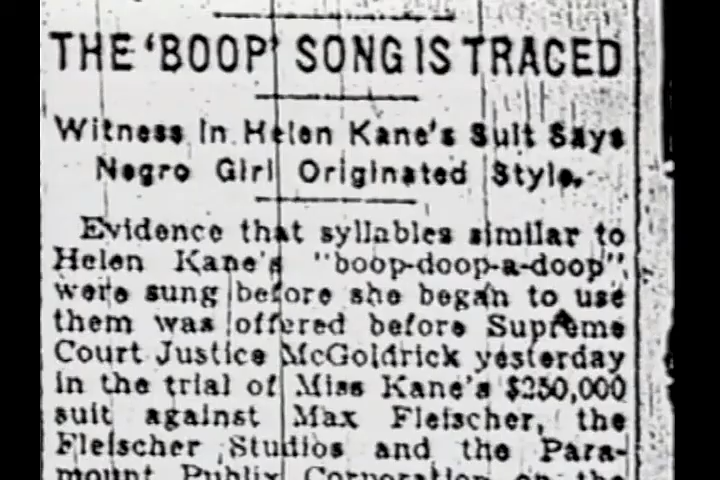 THE 'BOOP' SONG IS TRACED
Witness in Helen Kane's Suit Says
Negro Girl Originated Style.
Evidence that syllables similar to
Helen Kane's "boop-doop-a-doop"
were sung before she began to use
them was offered before Supreme
Court Justice McGoldrick yesterday
in the trial of Miss Kane's $250,000
suit against Max Fleischer, the
Fleischer Studios and the Para-
mount Publix Corporation on the